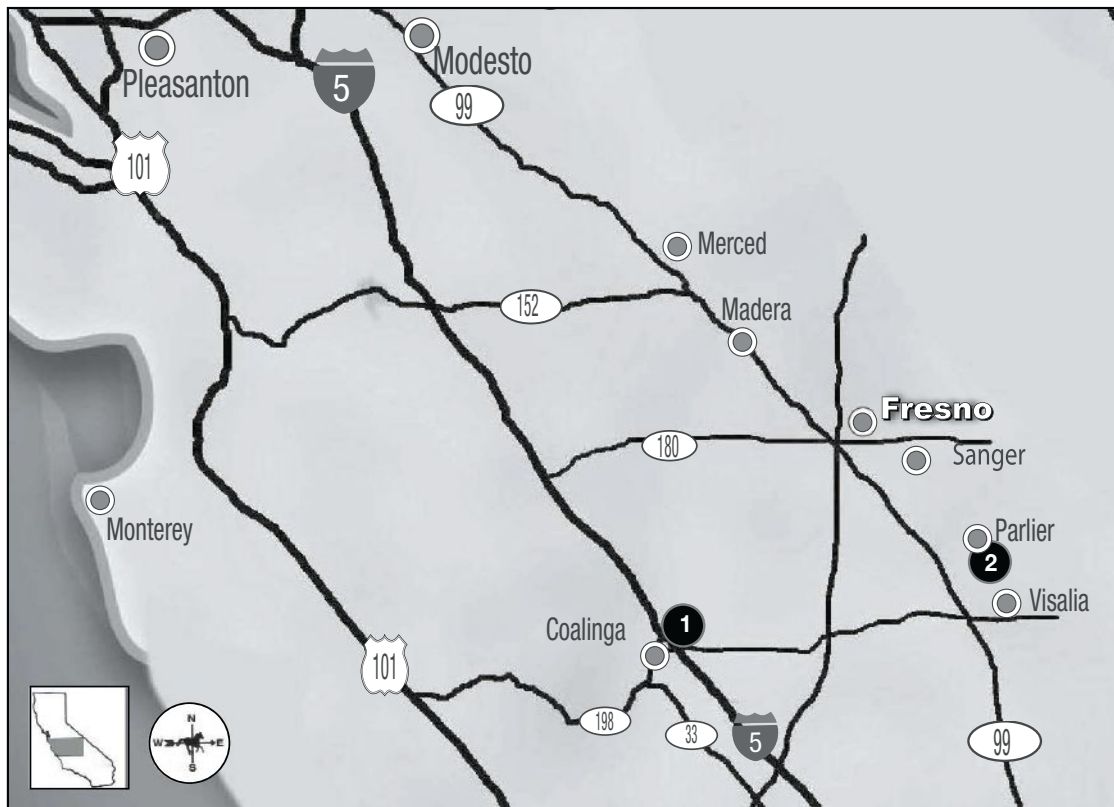 Pleasanton
5
Modesto
99
101
Merced
152
Madera
Fresno
180
Sanger
Monterey
Parlier
2
Visalia
Coalinga
1
101
198
33
5
99
N
W E
S